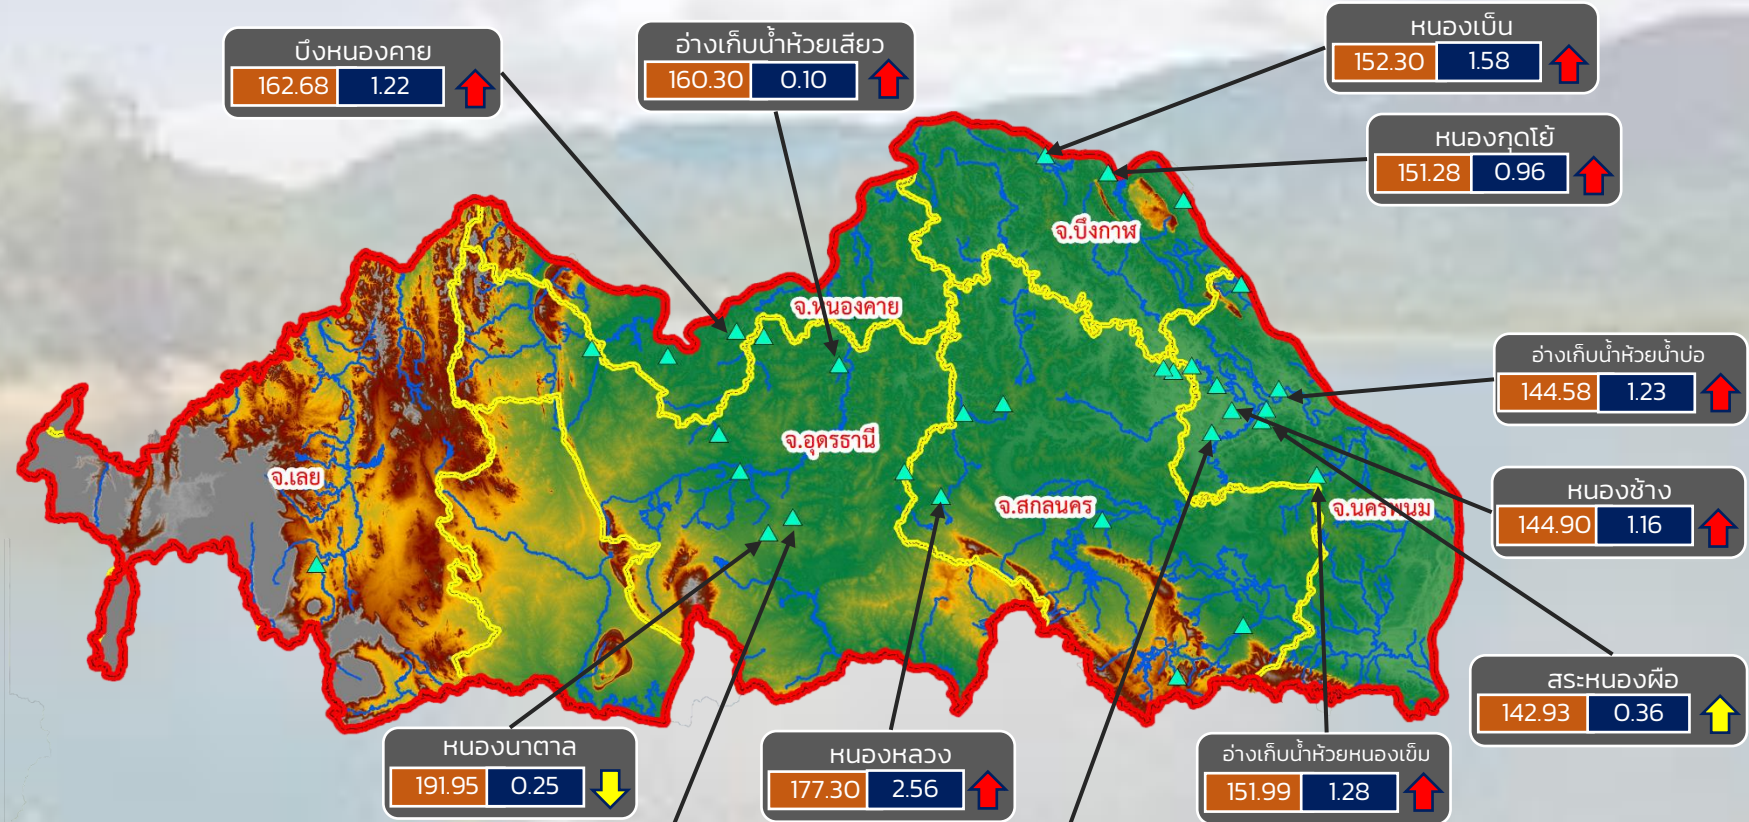 บึงหนองคาย
162.68 1.22
อ่างเก็บน้ำห้วยเสียว
160.30 0.10
หนองเบ็น
152.30 1.58
หนองกุดโย้
151.28 0.96
จ.บึงกาฬ
จ.หนองคาย
อ่างเก็บน้ำห้วยน้ำบ่อ
144.58 1.23
จ.อุดรธานี
จ.เลย
จ.สกลนคร
จ.นครพนม
หนองช้าง
144.90 1.16
สระหนองผือ
142.93 0.36
หนองนาตาล
191.95 0.25
หนองหลวง
177.30 2.56
อ่างเก็บน้ำห้วยหนองเข็ม
151.99 1.28